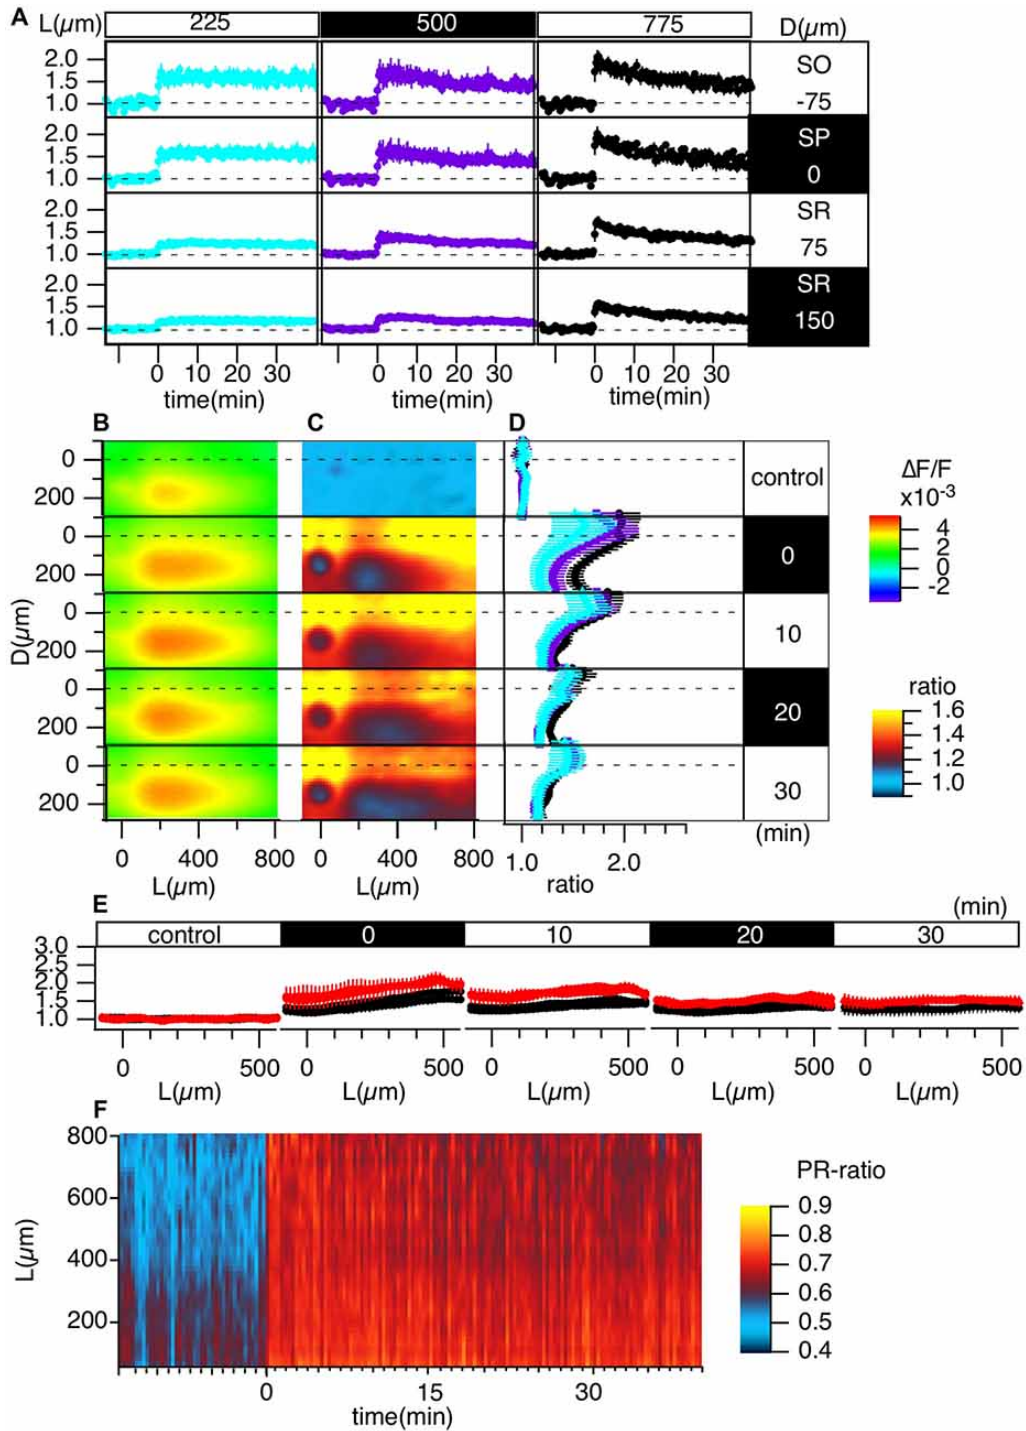 A L(µm) 225 500 775 D(µm)
2.0
1.5
1.0
SO
-75
2.0
1.5
1.0
SP
0
2.0
1.5
1.0
SR
75
2.0
1.5
1.0
SR
150
0 10 20 30 0 10 20 30 0 10 20 30
time(min) time(min) time(min)
B C D
0
200
control
0
200
0
0
200
10
0
200
20
0
200
30
D(µm)
(min)
0 400 800 0 400 800 1.0 2.0
L(µm) L(µm) ratio
ΔF/F
x10-3
4
2
0
-2
ratio
1.6
1.4
1.2
1.0
E (min)
control 0 10 20 30
3.0
2.5
2.0
1.5
1.0
0 500 0 500 0 500 0 500 0 500
L(µm) L(µm) L(µm) L(µm) L(µm)
F
800
600
400
200
L(µm)
0 15 30
time(min)
PR-ratio
0.9
0.8
0.7
0.6
0.5
0.4